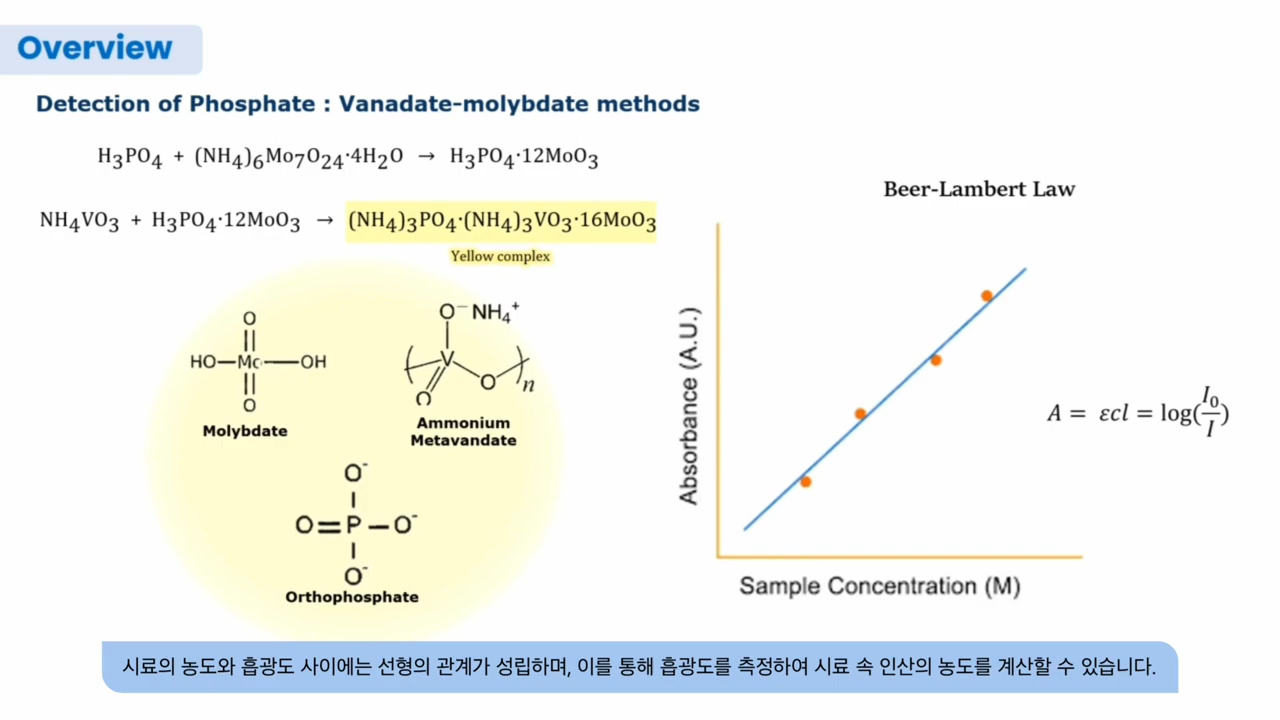 Overview
Detection of Phosphate : Vanadate-molybdate methods
H₃PO₄ + (NH₄)₆Mo₇O₂₄·4H₂O → H₃PO₄·12MoO₃
NH₄VO₃ + H₃PO₄·12MoO₃ → (NH₄)₃PO₄·(NH₄)₃VO₃·16MoO₃
Yellow complex
O
HO–Mo–OH
O
Molybdate
O⁻NH₄⁺
V
O
O
n
Ammonium
Metavandate
O⁻
O=P–O⁻
O⁻
Orthophosphate
Beer-Lambert Law
Absorbance (A.U.)
Sample Concentration (M)
A = εcl = log(I₀/I)
시료의 농도와 흡광도 사이에는 선형의 관계가 성립하며, 이를 통해 흡광도를 측정하여 시료 속 인산의 농도를 계산할 수 있습니다.